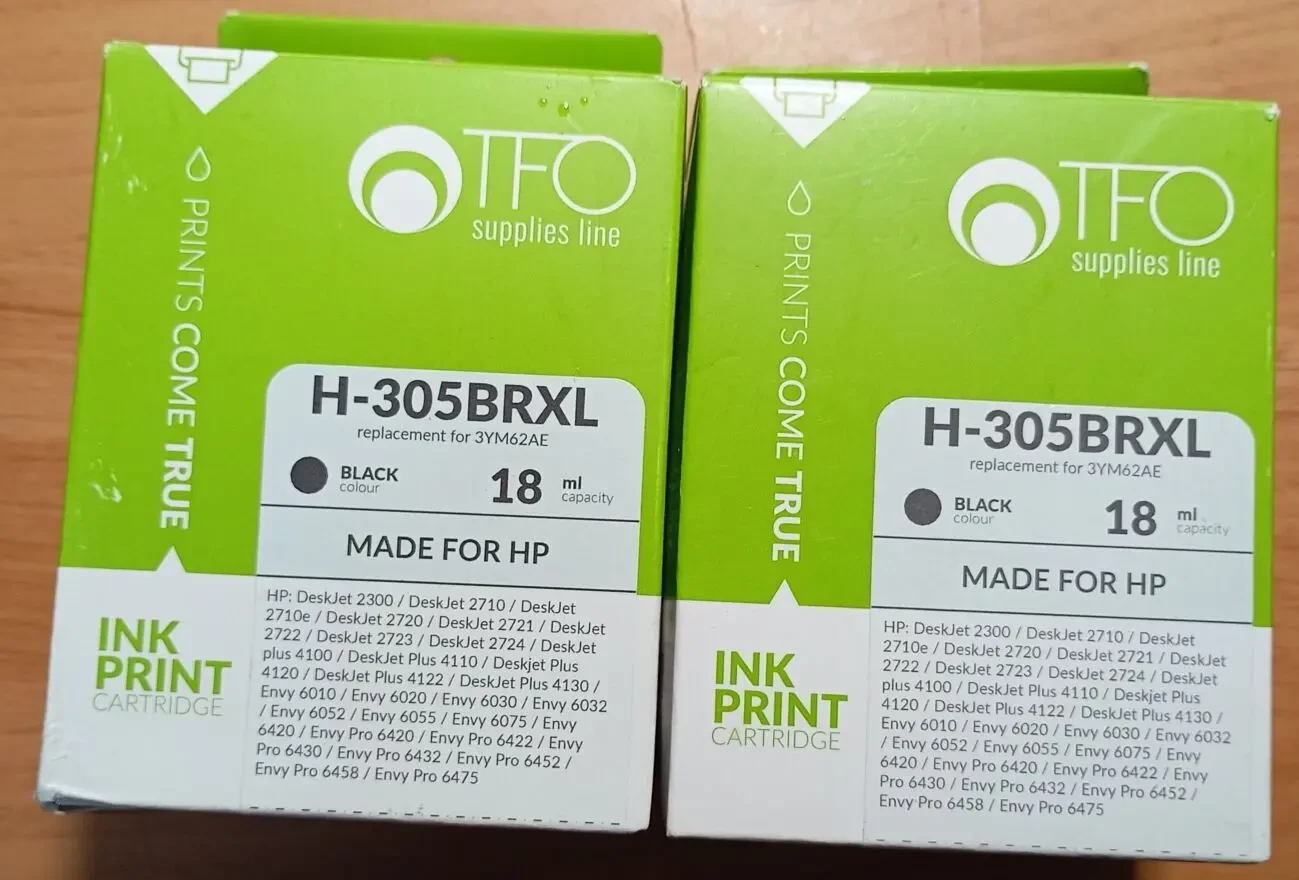 TFO
supplies line
PRINTS COME TRUE
H-305BRXL
replacement for 3YM62AE
BLACK
colour
18 ml
capacity
MADE FOR HP
INK
PRINT
CARTRIDGE
HP: DeskJet 2300 / DeskJet 2710 / DeskJet
2710e / DeskJet 2720 / DeskJet 2721 / DeskJet
2722 / DeskJet 2723 / DeskJet 2724 / DeskJet
plus 4100 / DeskJet Plus 4110 / Deskjet Plus
4120 / DeskJet Plus 4122 / DeskJet Plus 4130 /
Envy 6010 / Envy 6020 / Envy 6030 / Envy 6032
/ Envy 6052 / Envy 6055 / Envy 6075 / Envy
6420 / Envy Pro 6420 / Envy Pro 6422 / Envy
Pro 6430 / Envy Pro 6432 / Envy Pro 6452 /
Envy Pro 6458 / Envy Pro 6475
TFO
supplies line
PRINTS COME TRUE
H-305BRXL
replacement for 3YM62AE
BLACK
colour
18 ml
capacity
MADE FOR HP
INK
PRINT
CARTRIDGE
HP: DeskJet 2300 / DeskJet 2710 / DeskJet
2710e / DeskJet 2720 / DeskJet 2721 / DeskJet
2722 / DeskJet 2723 / DeskJet 2724 / DeskJet
plus 4100 / DeskJet Plus 4110 / Deskjet Plus
4120 / DeskJet Plus 4122 / DeskJet Plus 4130 /
Envy 6010 / Envy 6020 / Envy 6030 / Envy 6032
/ Envy 6052 / Envy 6055 / Envy 6075 / Envy
6420 / Envy Pro 6420 / Envy Pro 6422 / Envy
Pro 6430 / Envy Pro 6432 / Envy Pro 6452 /
Envy Pro 6458 / Envy Pro 6475